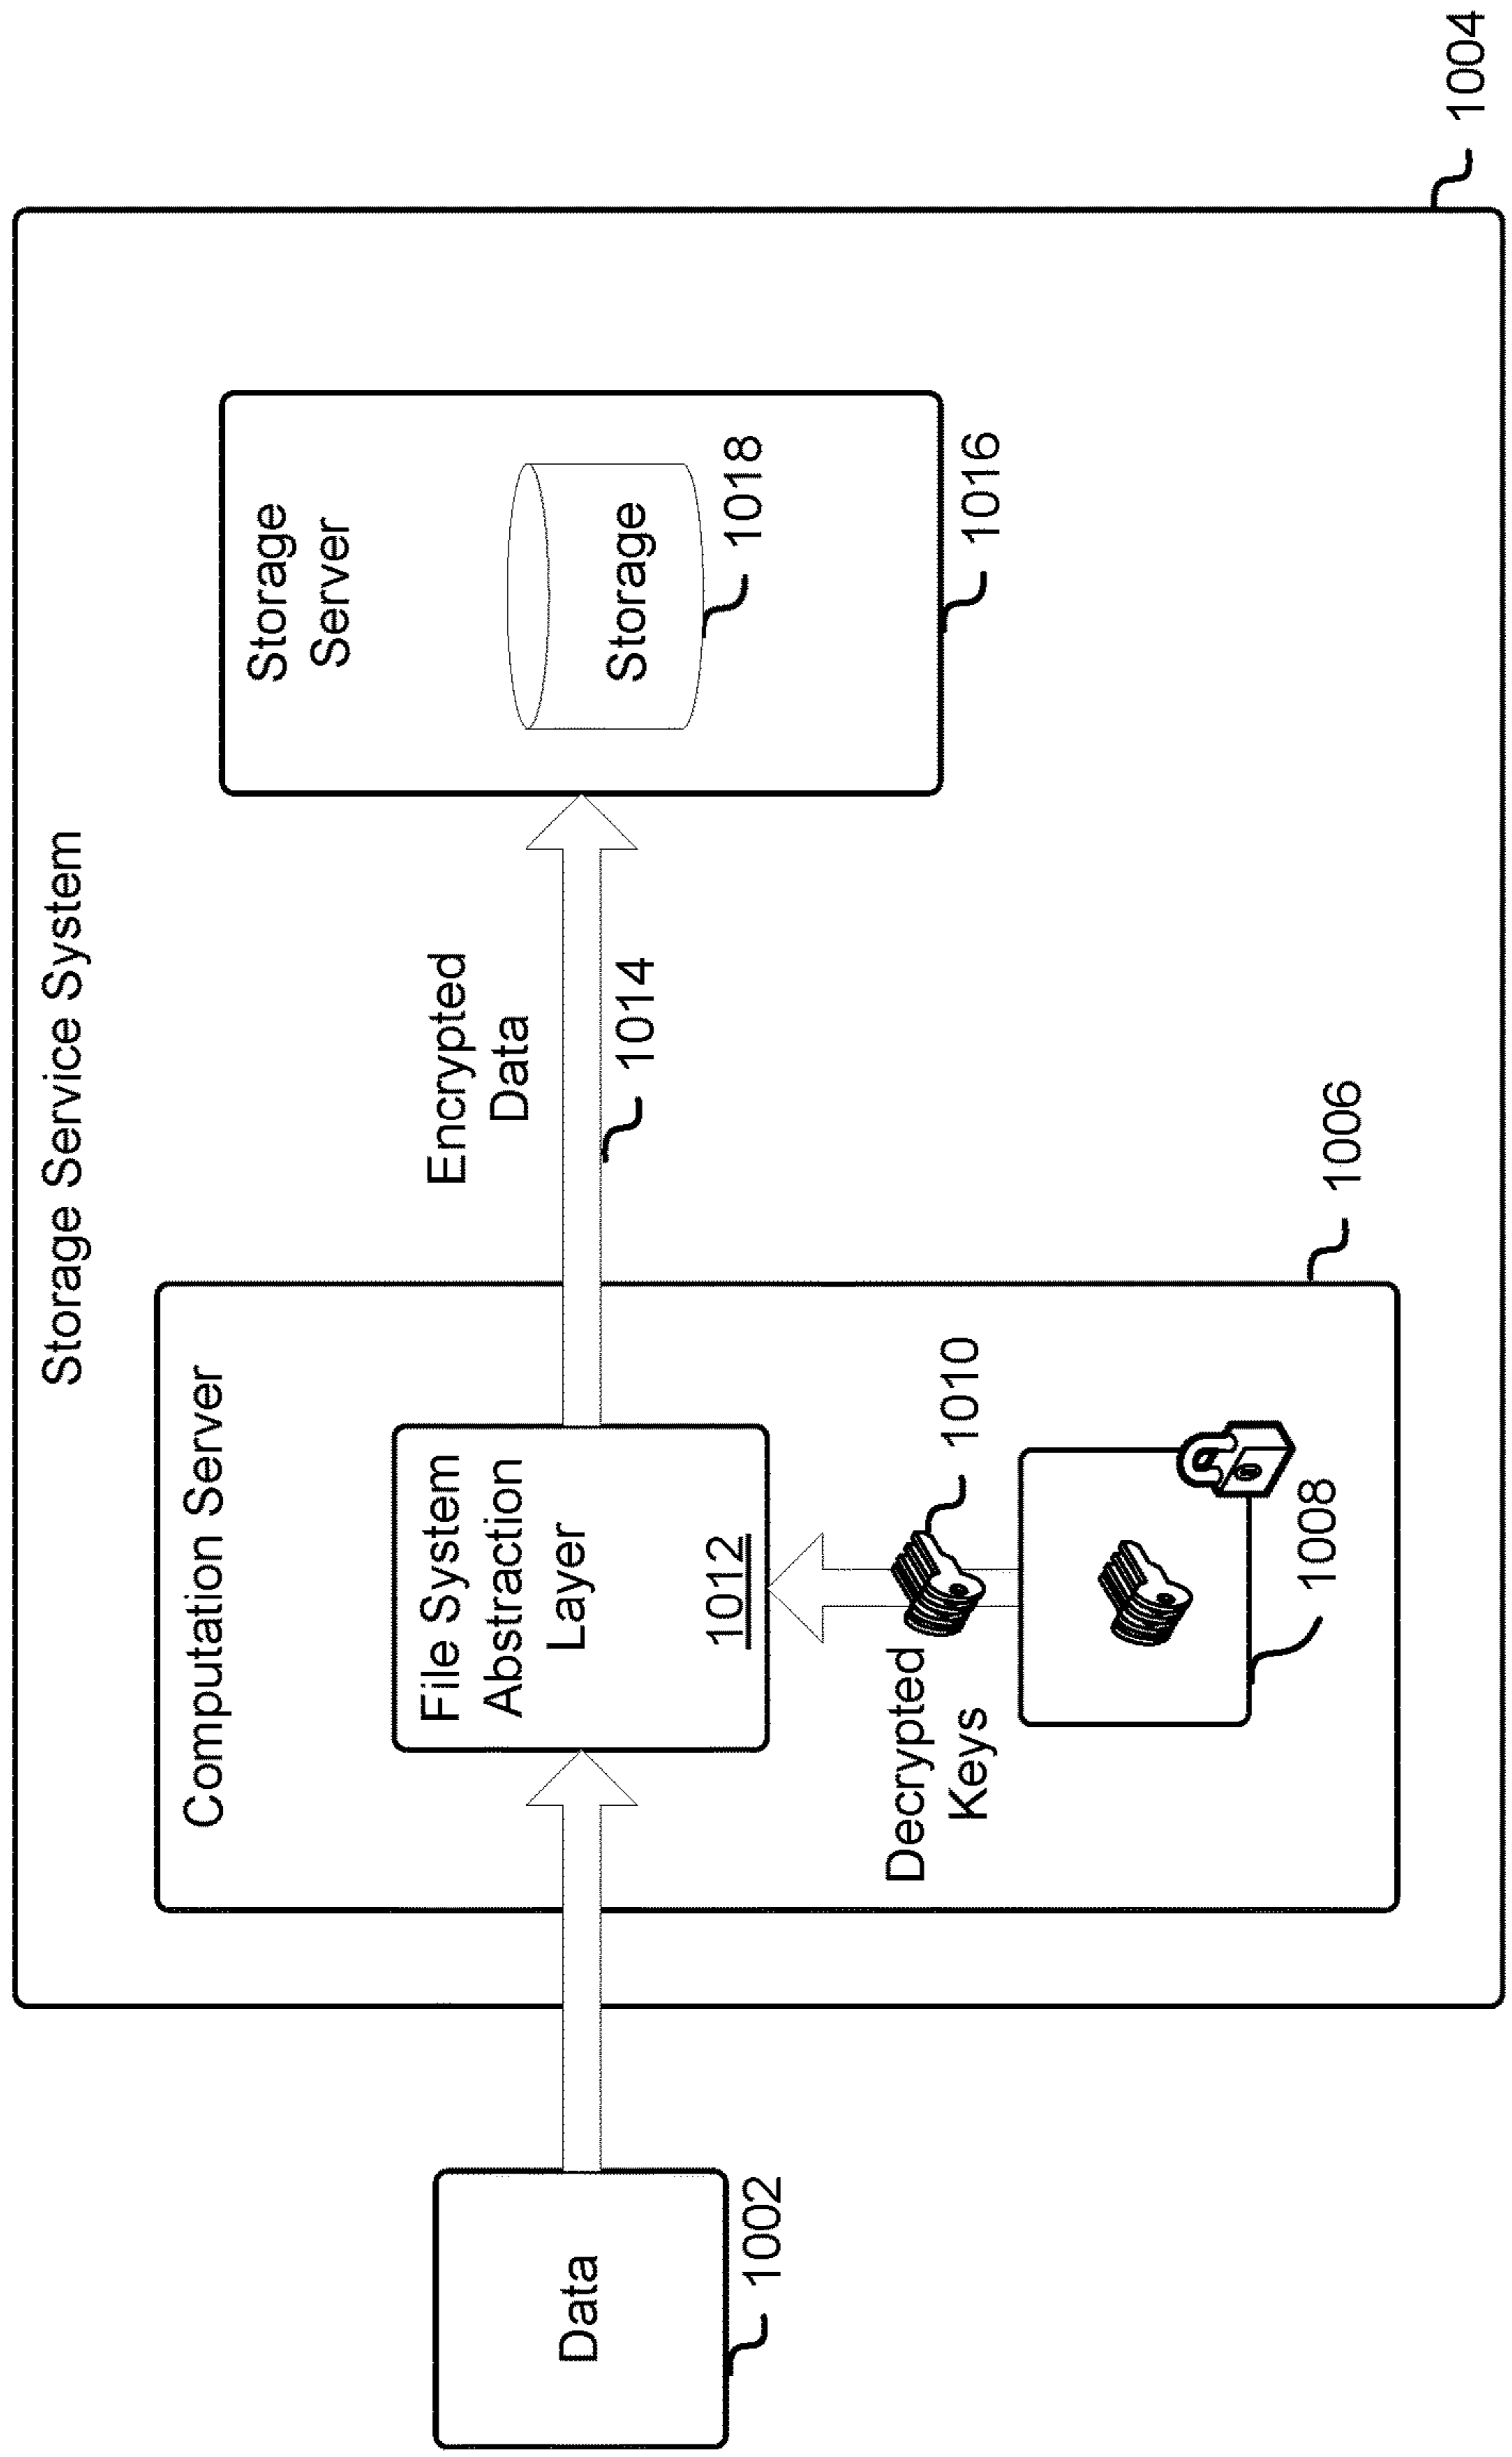 Storage Service System
Computation Server
Storage
Server
File System
Abstraction
Layer
1012
Encrypted
Data
1014
Storage
1018
1016
Data
1002
Decrypted
Keys
1010
1008
1006
1004